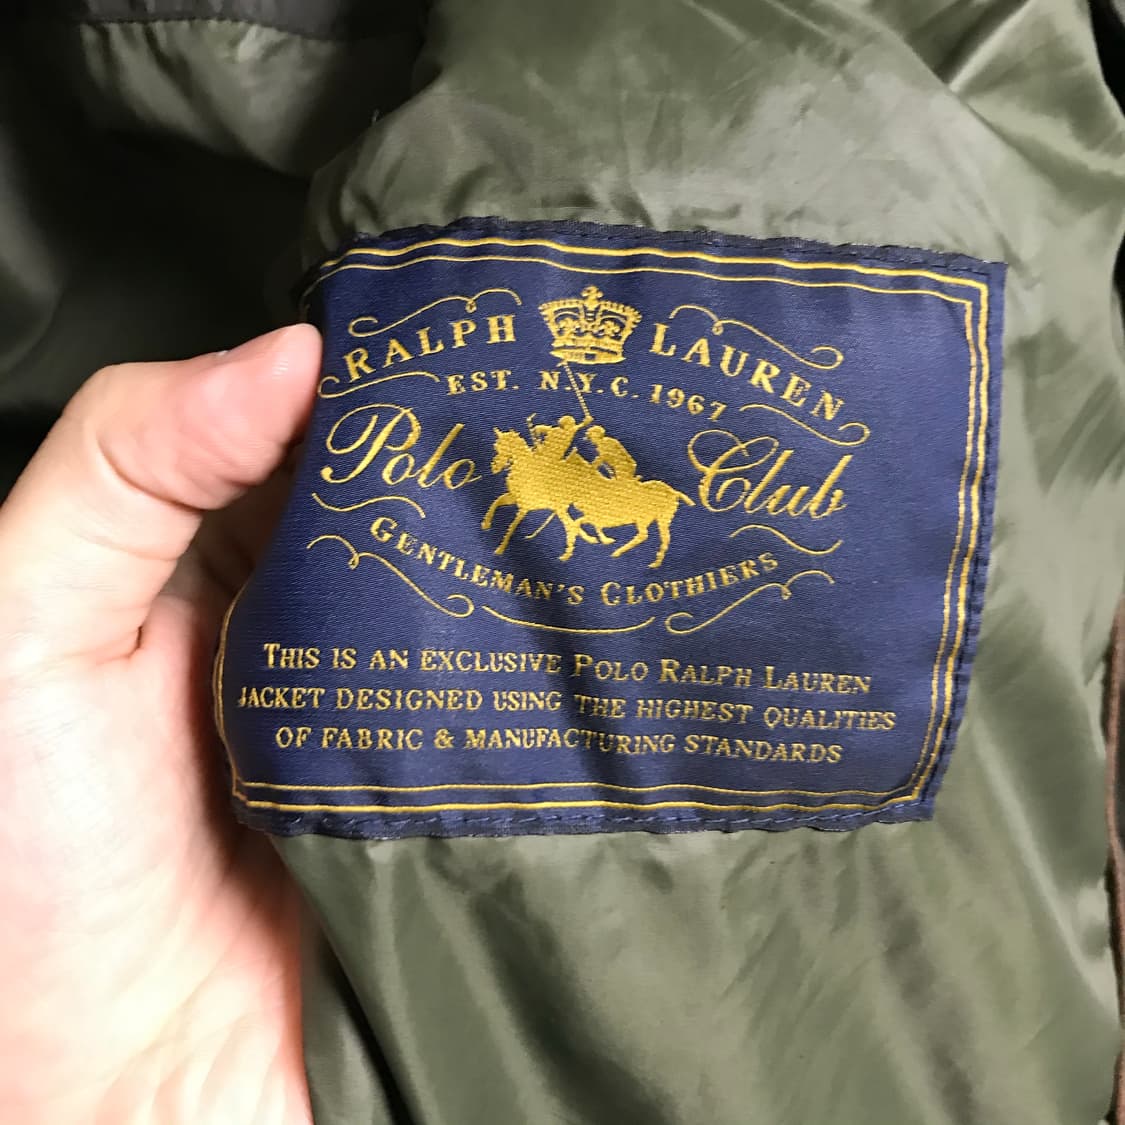 RALPH LAUREN
EST. N.Y.C. 1967
Polo Club
GENTLEMAN'S CLOTHIERS
THIS IS AN EXCLUSIVE POLO RALPH LAUREN
JACKET DESIGNED USING THE HIGHEST QUALITIES
OF FABRIC & MANUFACTURING STANDARDS